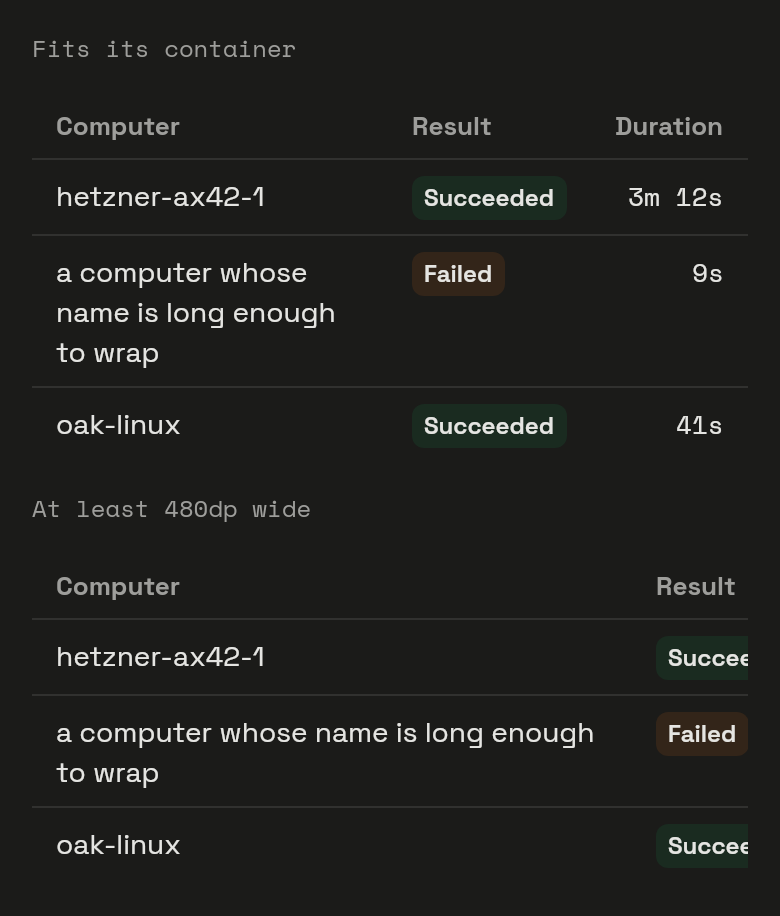 Fits its container
Computer Result Duration
hetzner-ax42-1 Succeeded 3m 12s
a computer whose Failed 9s
name is long enough
to wrap
oak-linux Succeeded 41s
At least 480dp wide
Computer Result
hetzner-ax42-1 Succee
a computer whose name is long enough Failed
to wrap
oak-linux Succee